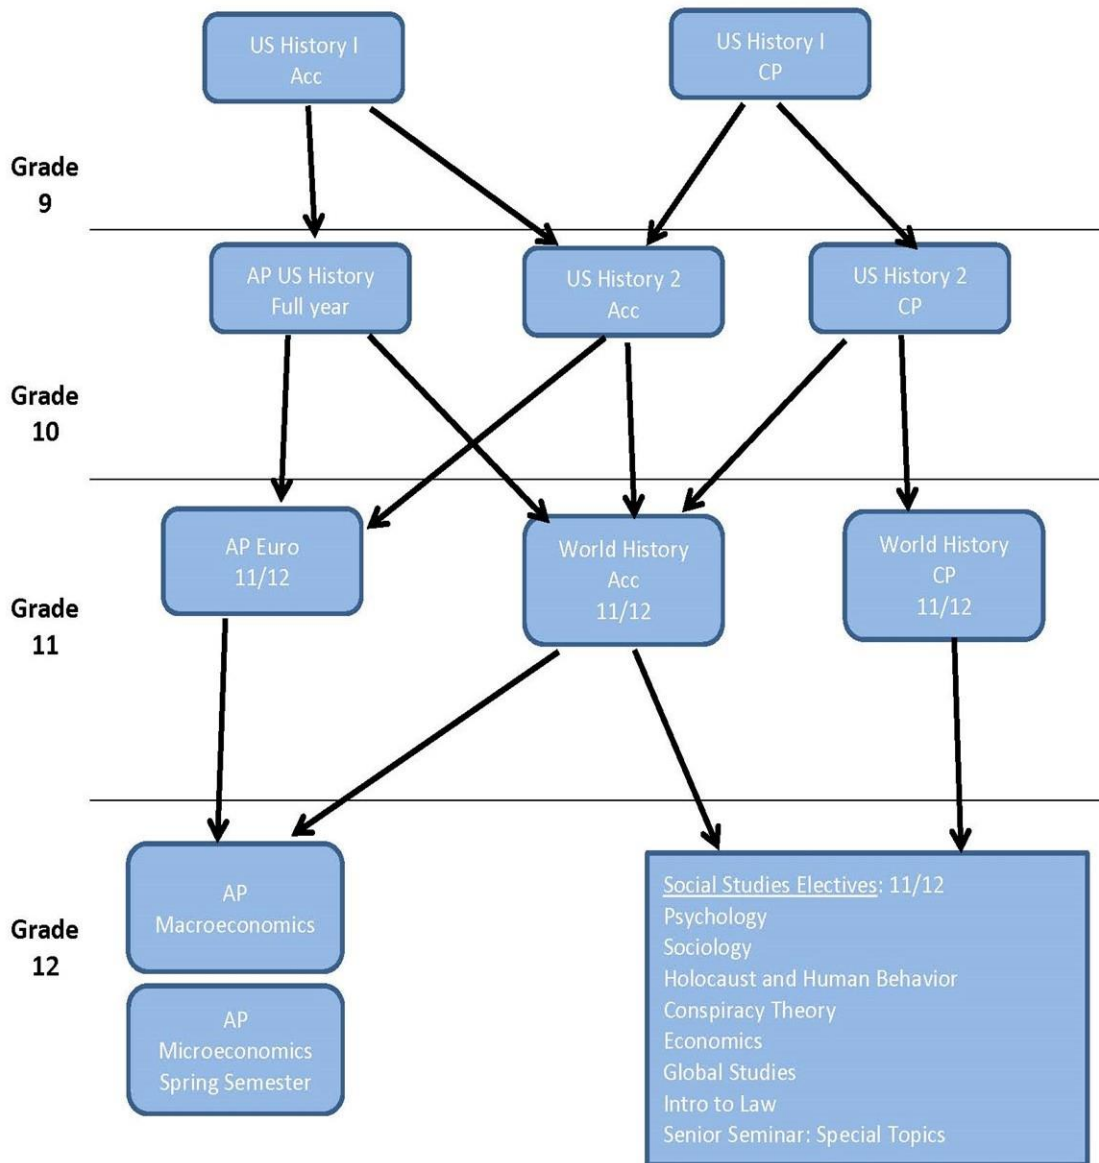 US History I
Acc
US History I
CP
Grade
9
AP US History
Full year
US History 2
Acc
US History 2
CP
Grade
10
AP Euro
11/12
World History
Acc
11/12
World History
CP
11/12
Grade
11
AP
Macroeconomics
Grade
12
AP
Microeconomics
Spring Semester
Social Studies Electives: 11/12
Psychology
Sociology
Holocaust and Human Behavior
Conspiracy Theory
Economics
Global Studies
Intro to Law
Senior Seminar: Special Topics